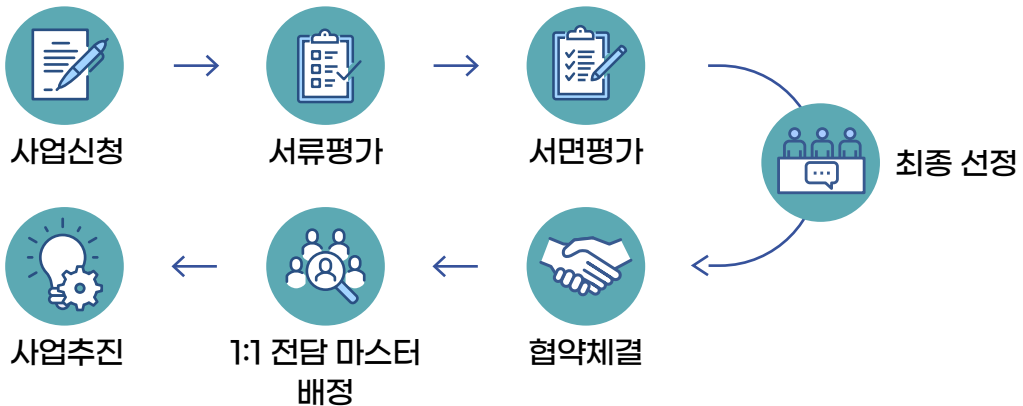 사업신청
서류평가
서면평가
최종 선정
협약체결
1:1 전담 마스터
배정
사업추진